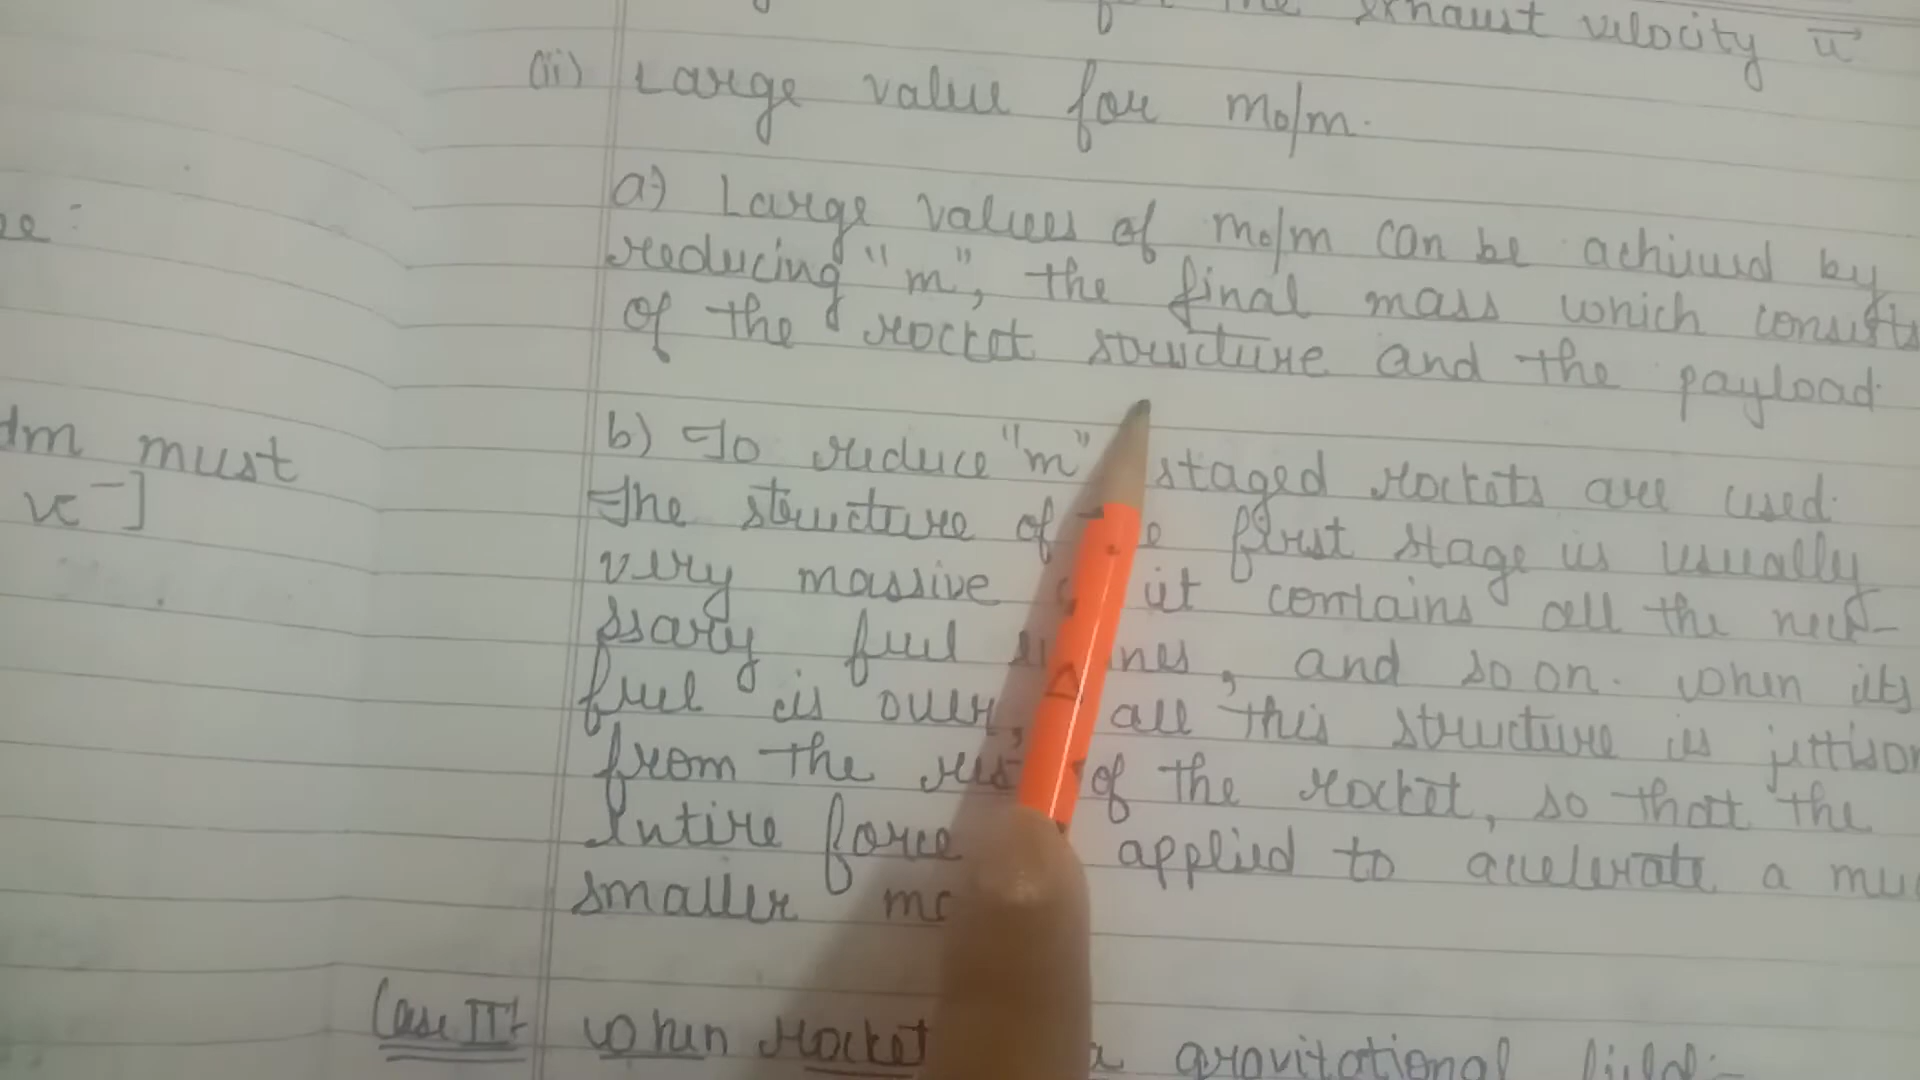 the exhaust velocity u
(ii) Large value for mo/m.
a) Large values of mo/m can be achieved by
reducing "m", the final mass which consists
of the rocket structure and the payload.
re:
dm must
b) To reduce "m" staged rockets are used.
ve-]
The structure of first stage is usually
very massive it contains all the nece-
ssary fuel, and so on. when its
fuel is over, all this structure is jettison
from the of the rocket, so that the
Entire force applied to accelerate a
smaller
Case II: when rocket gravitational field:-